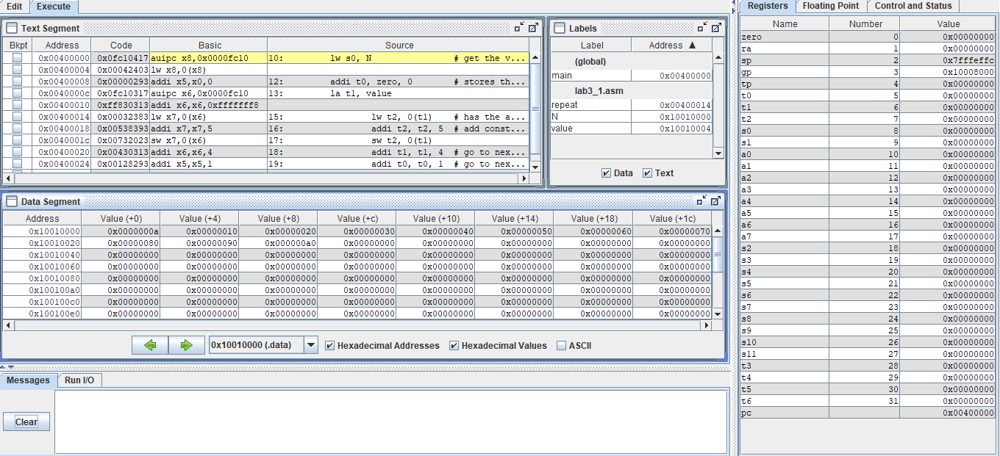 Edit Execute
Text Segment
Bkpt Address Code Basic Source
0x00400000 0x0fc10417 auipc x8,0x0000fc10 10: lw s0, N # get the v...
0x00400004 0x00042403 lw x8,0(x8)
0x00400008 0x00000293 addi x5,x0,0 12: addi t0, zero, 0 # stores th...
0x0040000c 0x0fc10317 auipc x6,0x0000fc10 13: la t1, value
0x00400010 0xff830313 addi x6,x6,0xfffffff8
0x00400014 0x00032383 lw x7,0(x6) 15: lw t2, 0(t1) # has the a...
0x00400018 0x00538393 addi x7,x7,5 16: addi t2, t2, 5 # add const...
0x0040001c 0x00732023 sw x7,0(x6) 17: sw t2, 0(t1)
0x00400020 0x00430313 addi x6,x6,4 18: addi t1, t1, 4 # go to nex...
0x00400024 0x00128293 addi x5,x5,1 19: addi t0, t0, 1 # go to nex...
Labels
Label Address ▲
(global)
main 0x00400000
lab3_1.asm
repeat 0x00400014
N 0x10010000
value 0x10010004
Data Text
Data Segment
Address Value (+0) Value (+4) Value (+8) Value (+c) Value (+10) Value (+14) Value (+18) Value (+1c)
0x10010000 0x0000000a 0x00000010 0x00000020 0x00000030 0x00000040 0x00000050 0x00000060 0x00000070
0x10010020 0x00000080 0x00000090 0x000000a0 0x00000000 0x00000000 0x00000000 0x00000000 0x00000000
0x10010040 0x00000000 0x00000000 0x00000000 0x00000000 0x00000000 0x00000000 0x00000000 0x00000000
0x10010060 0x00000000 0x00000000 0x00000000 0x00000000 0x00000000 0x00000000 0x00000000 0x00000000
0x10010080 0x00000000 0x00000000 0x00000000 0x00000000 0x00000000 0x00000000 0x00000000 0x00000000
0x100100a0 0x00000000 0x00000000 0x00000000 0x00000000 0x00000000 0x00000000 0x00000000 0x00000000
0x100100c0 0x00000000 0x00000000 0x00000000 0x00000000 0x00000000 0x00000000 0x00000000 0x00000000
0x100100e0 0x00000000 0x00000000 0x00000000 0x00000000 0x00000000 0x00000000 0x00000000 0x00000000
0x10010000 (.data) Hexadecimal Addresses Hexadecimal Values ASCII
Messages Run I/O
Clear
Registers Floating Point Control and Status
Name Number Value
zero 0 0x00000000
ra 1 0x00000000
sp 2 0x7fffeffc
gp 3 0x10008000
tp 4 0x00000000
t0 5 0x00000000
t1 6 0x00000000
t2 7 0x00000000
s0 8 0x00000000
s1 9 0x00000000
a0 10 0x00000000
a1 11 0x00000000
a2 12 0x00000000
a3 13 0x00000000
a4 14 0x00000000
a5 15 0x00000000
a6 16 0x00000000
a7 17 0x00000000
s2 18 0x00000000
s3 19 0x00000000
s4 20 0x00000000
s5 21 0x00000000
s6 22 0x00000000
s7 23 0x00000000
s8 24 0x00000000
s9 25 0x00000000
s10 26 0x00000000
s11 27 0x00000000
t3 28 0x00000000
t4 29 0x00000000
t5 30 0x00000000
t6 31 0x00000000
pc 0x00400000